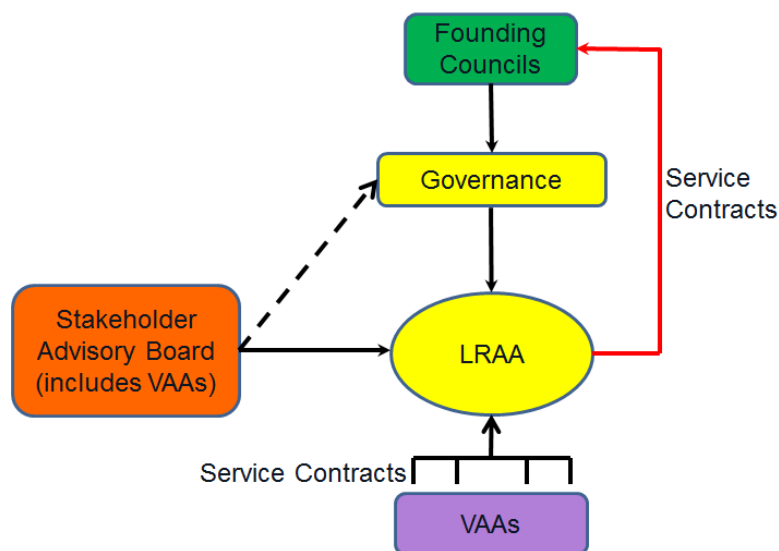 Founding
Councils
Governance
Service
Contracts
Stakeholder
Advisory Board
(includes VAAs)
LRAA
Service Contracts
VAAs